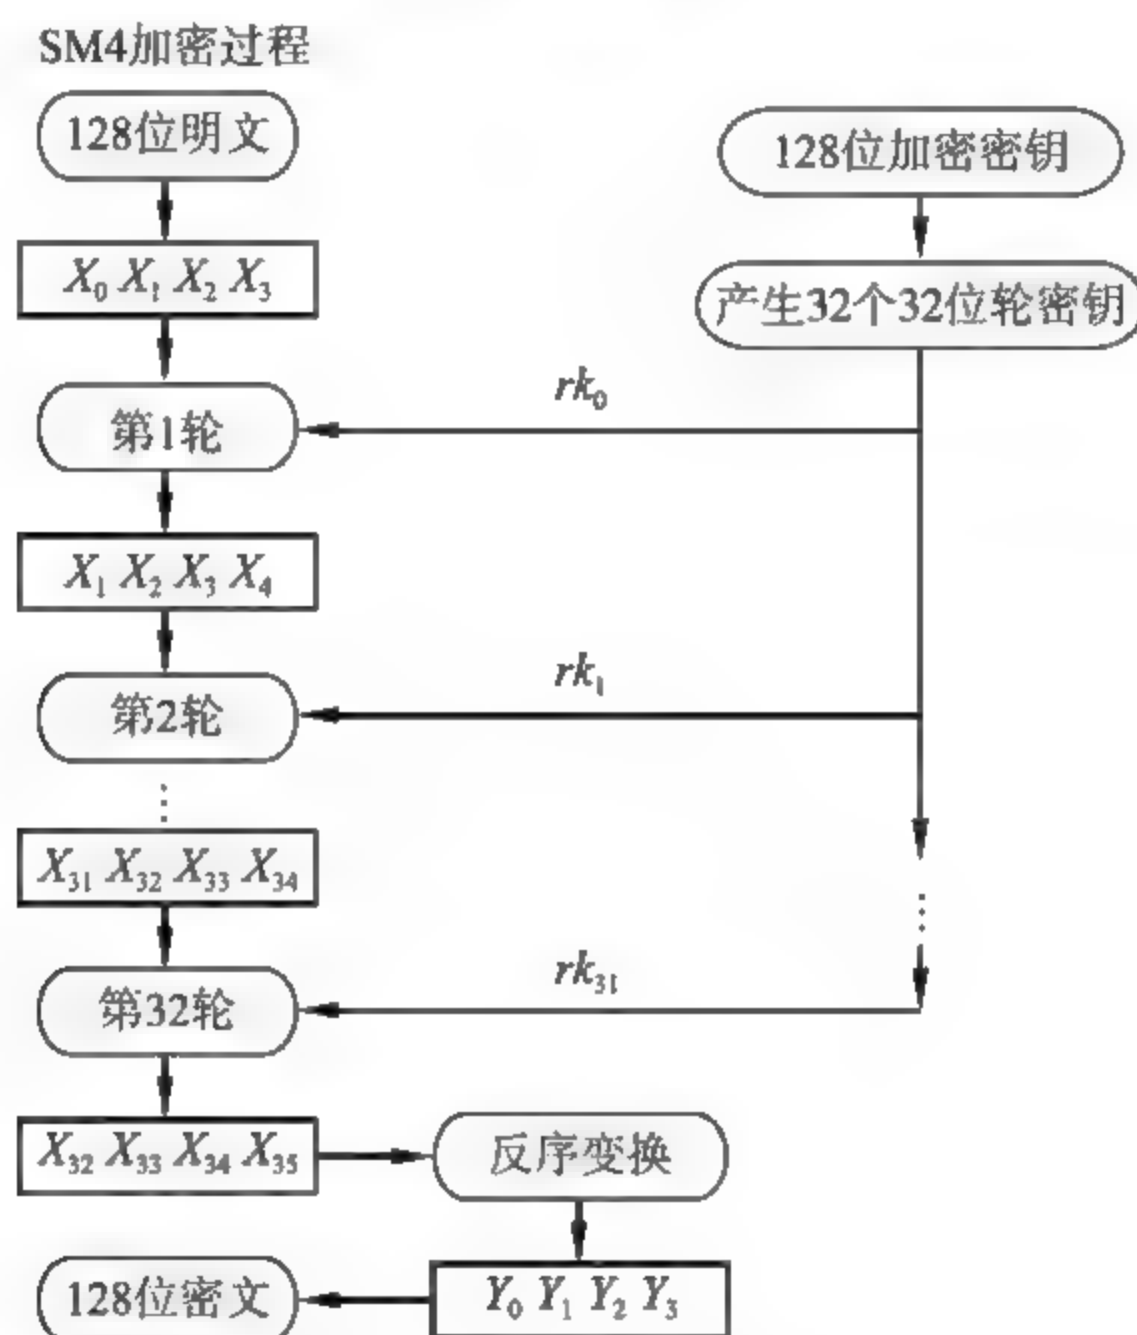 SM4加密过程
128位明文
128位加密密钥
X₀ X₁ X₂ X₃
产生32个32位轮密钥
rk₀
第1轮
X₁ X₂ X₃ X₄
rk₁
第2轮
⋮
X₃₁ X₃₂ X₃₃ X₃₄
⋮
rk₃₁
第32轮
X₃₂ X₃₃ X₃₄ X₃₅
反序变换
128位密文
Y₀ Y₁ Y₂ Y₃